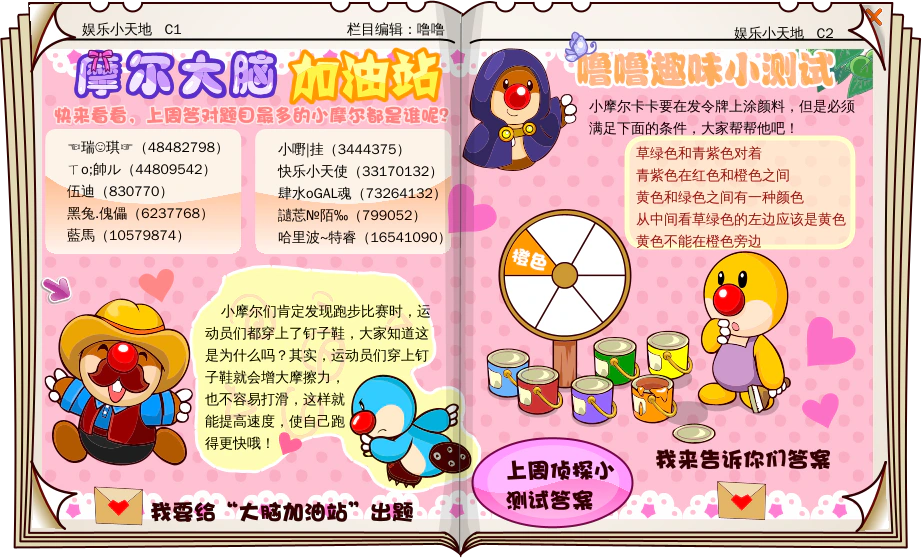 娱乐小天地 C1
栏目编辑：噜噜
摩尔大脑 加油站
快来看看，上周答对题目最多的小摩尔都是谁呢？
☜瑞☺琪☞（48482798）
ㄒo;帥ル（44809542）
伍迪（830770）
黑兔.傀儡（6237768）
藍馬（10579874）
小嘢|挂（3444375）
快乐小天使（33170132）
肆水oGAL魂（73264132）
№陌‰（799052）
哈里波~特睿（16541090）
小摩尔们肯定发现跑步比赛时，运
动员们都穿上了钉子鞋，大家知道这
是为什么吗？其实，运动员们穿上钉
子鞋就会增大摩擦力，
也不容易打滑，这样就
能提高速度，使自己跑
得更快哦！
我要给“大脑加油站”出题
娱乐小天地 C2
噜噜趣味小测试
小摩尔卡卡要在发令牌上涂颜料，但是必须
满足下面的条件，大家帮帮他吧！
草绿色和青紫色对着
青紫色在红色和橙色之间
黄色和绿色之间有一种颜色
从中间看草绿色的左边应该是黄色
黄色不能在橙色旁边
橙色
上周侦探小
测试答案
我来告诉你们答案